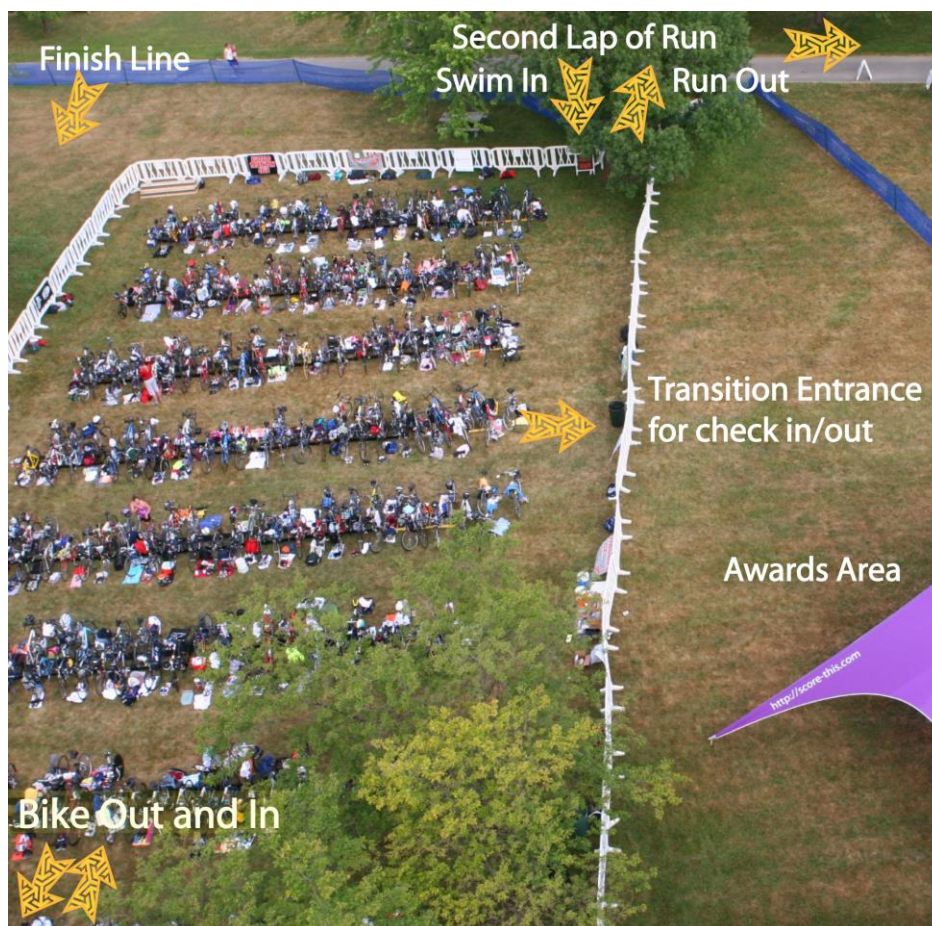 Finish Line
Second Lap of Run
Swim In
Run Out
Transition Entrance
for check in/out
Awards Area
http://score-this.com
Bike Out and In